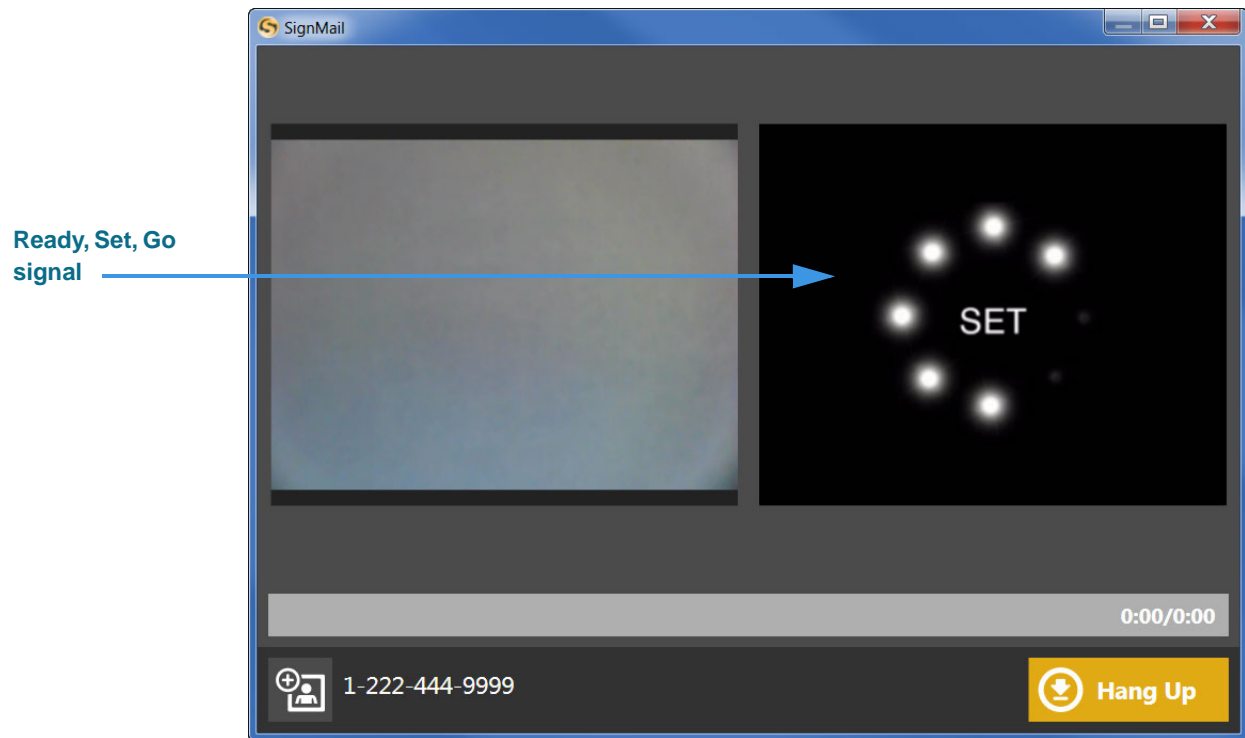 SignMail
Ready, Set, Go
signal
SET
0:00/0:00
1-222-444-9999
Hang Up